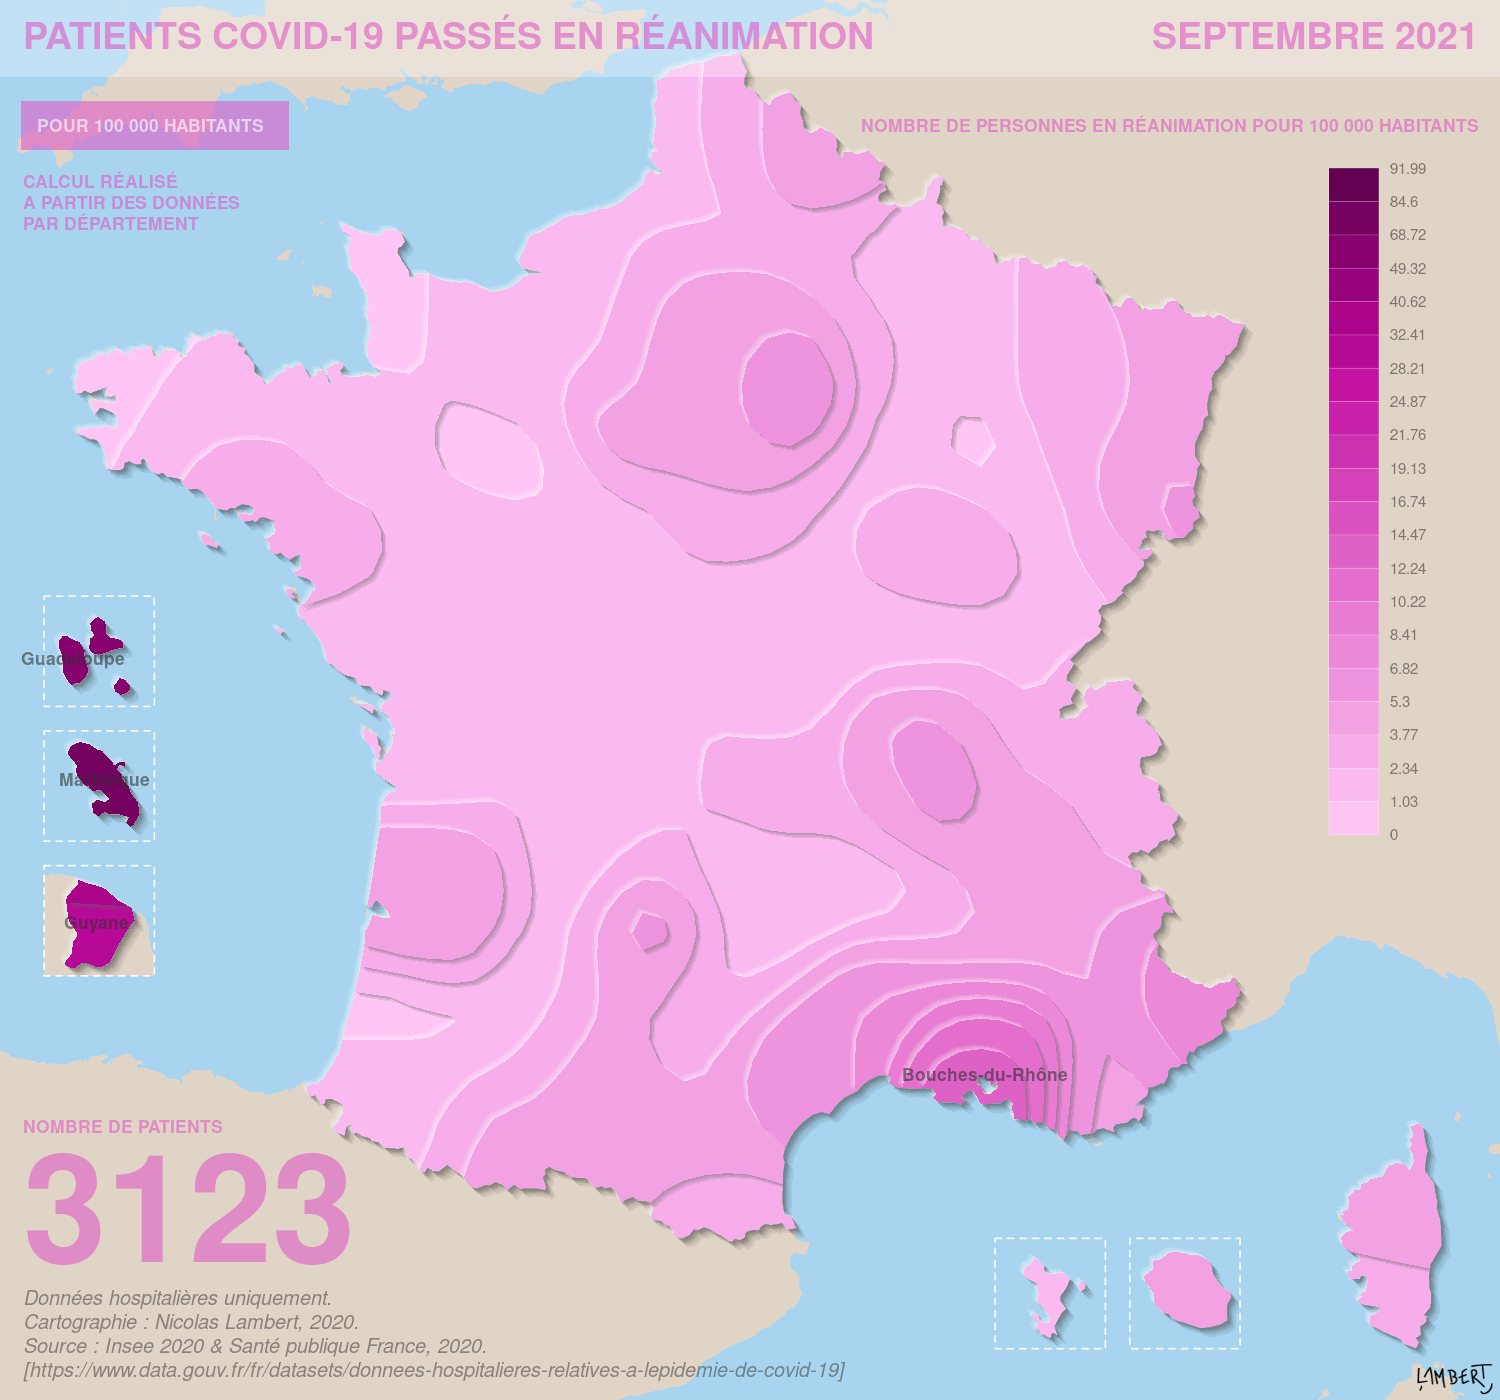 PATIENTS COVID-19 PASSÉS EN RÉANIMATION
SEPTEMBRE 2021
POUR 100 000 HABITANTS
CALCUL RÉALISÉ
A PARTIR DES DONNÉES
PAR DÉPARTEMENT
NOMBRE DE PERSONNES EN RÉANIMATION POUR 100 000 HABITANTS
91.99
84.6
68.72
49.32
40.62
32.41
28.21
24.87
21.76
19.13
16.74
14.47
12.24
10.22
8.41
6.82
5.3
3.77
2.34
1.03
0
Guadeloupe
Martinique
Guyane
Bouches-du-Rhône
NOMBRE DE PATIENTS
3123
Données hospitalières uniquement.
Cartographie : Nicolas Lambert, 2020.
Source : Insee 2020 & Santé publique France, 2020.
[https://www.data.gouv.fr/fr/datasets/donnees-hospitalieres-relatives-a-lepidemie-de-covid-19]
LAMBERT